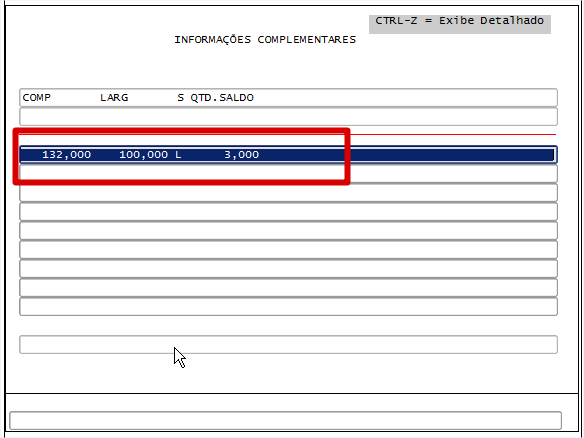 CTRL-Z = Exibe Detalhado
INFORMAÇÕES COMPLEMENTARES
COMP LARG S QTD.SALDO
132,000 100,000 L 3,000